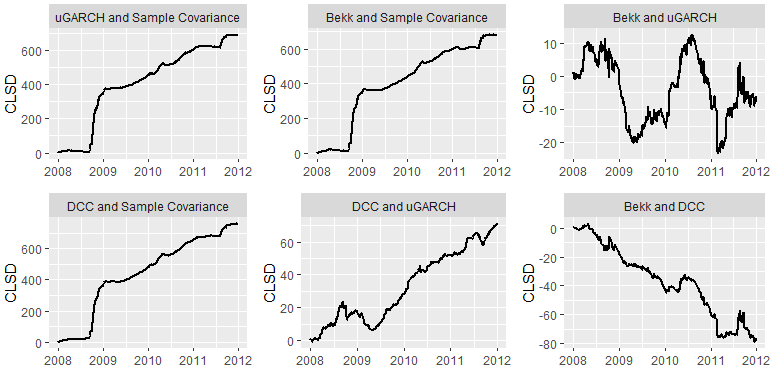 uGARCH and Sample Covariance
CLSD
600
400
200
0
2008 2009 2010 2011 2012
Bekk and Sample Covariance
CLSD
600
400
200
0
2008 2009 2010 2011 2012
Bekk and uGARCH
CLSD
10
0
-10
-20
2008 2009 2010 2011 2012
DCC and Sample Covariance
CLSD
600
400
200
0
2008 2009 2010 2011 2012
DCC and uGARCH
CLSD
60
40
20
0
2008 2009 2010 2011 2012
Bekk and DCC
CLSD
0
-20
-40
-60
-80
2008 2009 2010 2011 2012